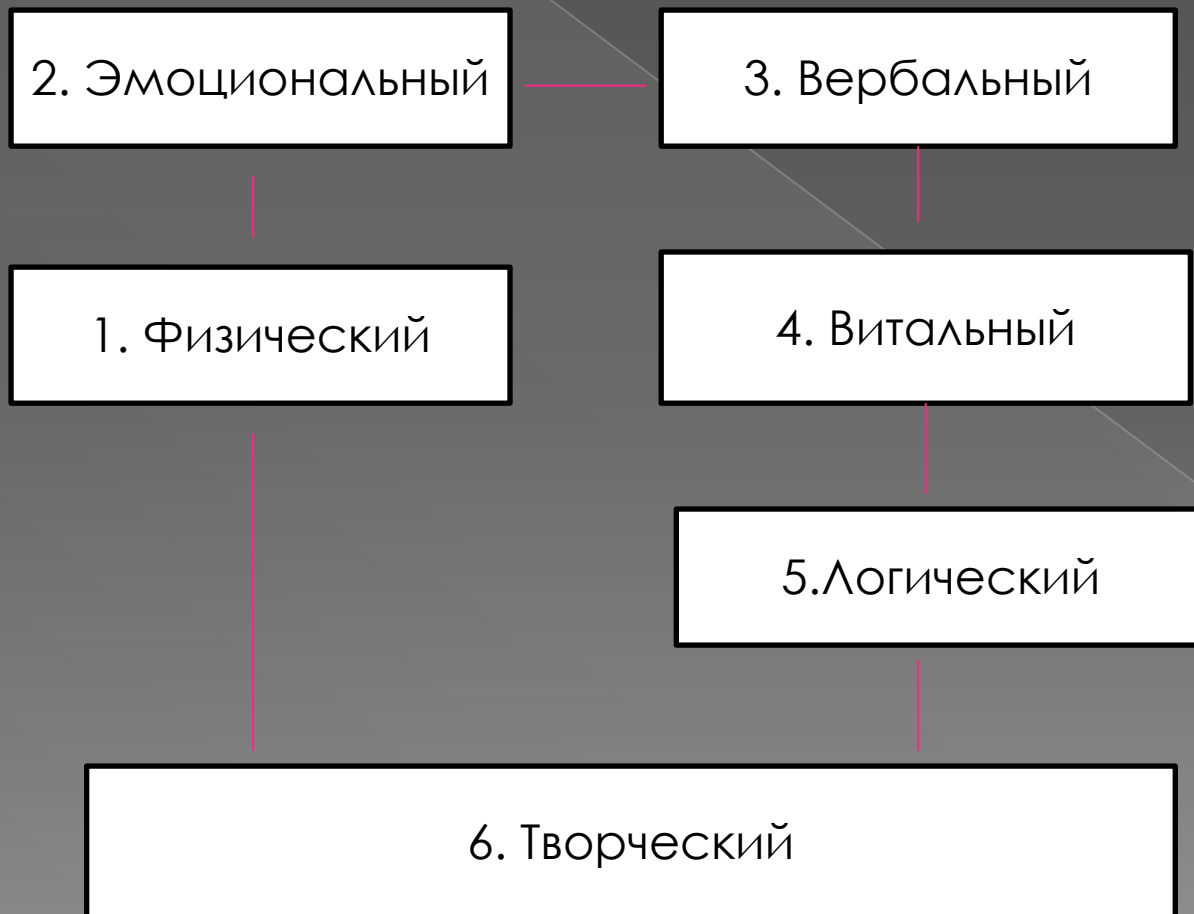 2. Эмоциональный
3. Вербальный
1. Физический
4. Витальный
5.Логический
6. Творческий